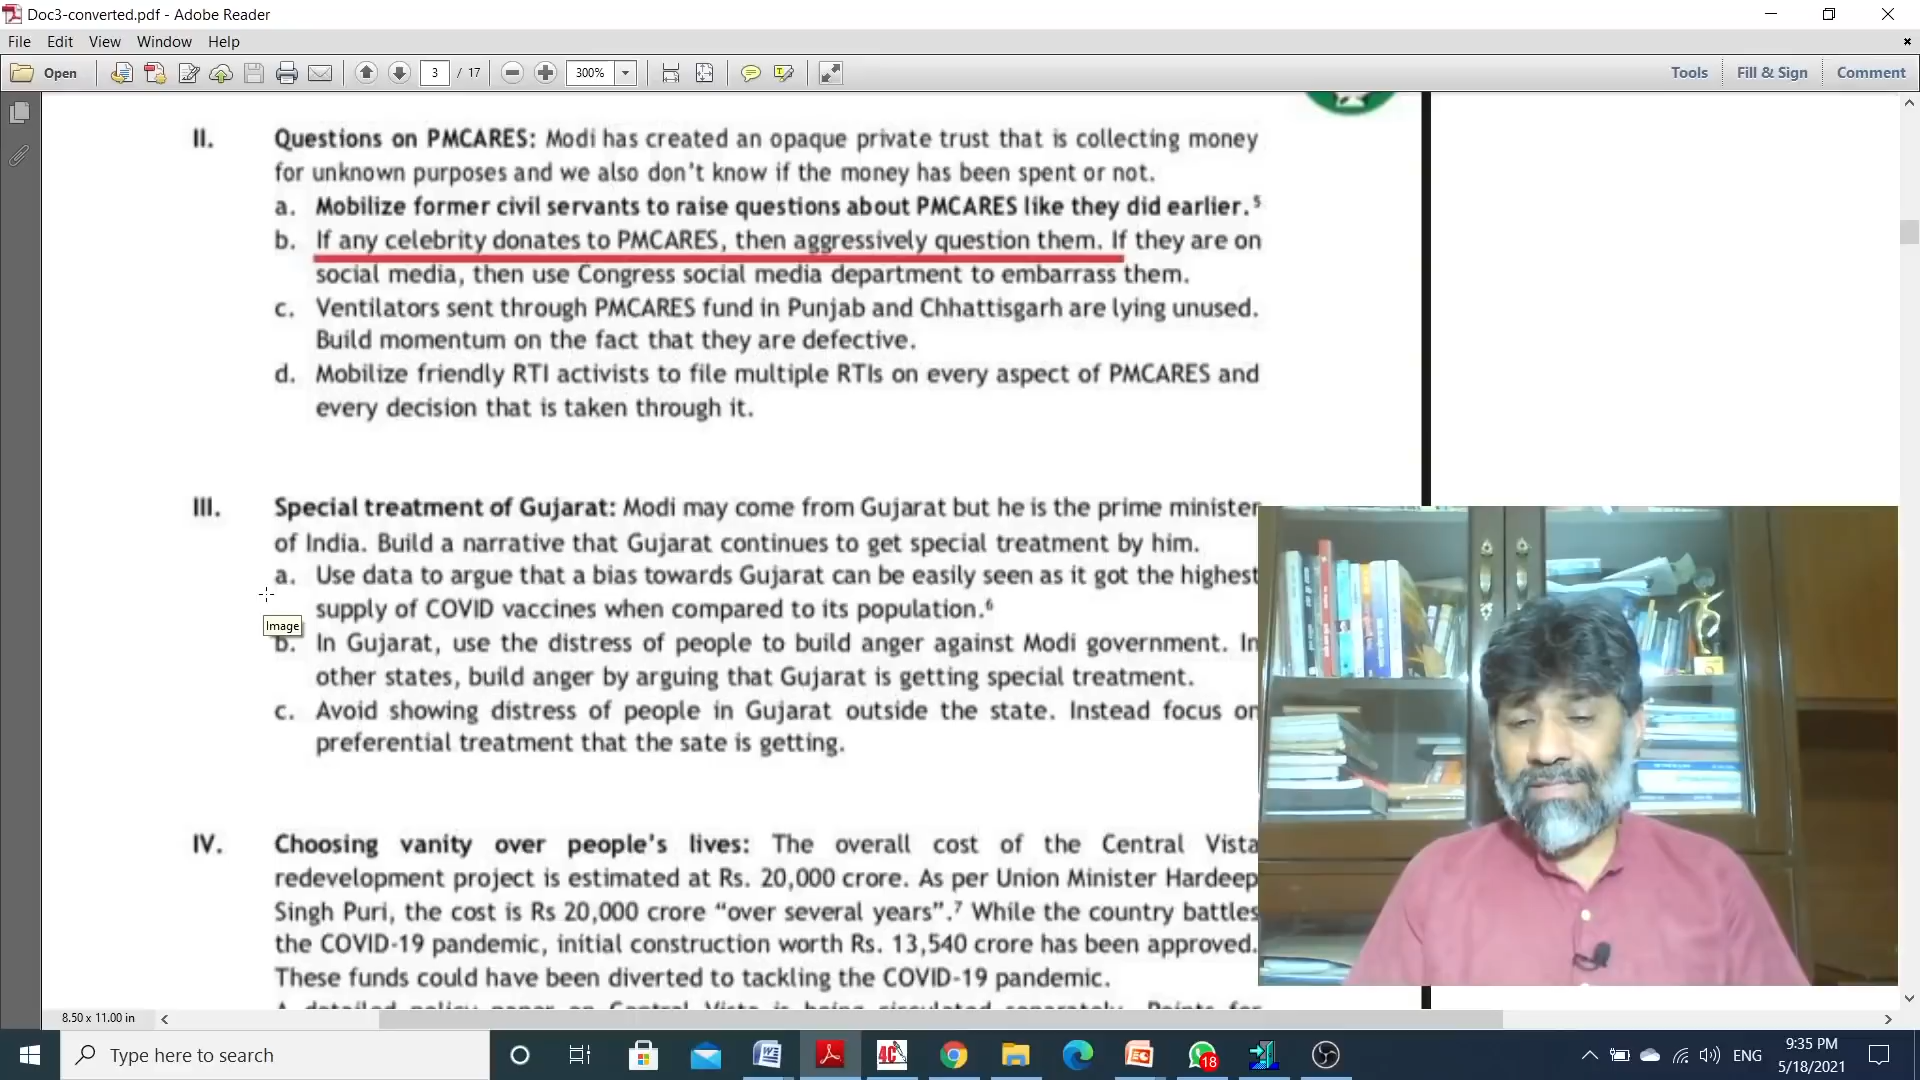 Doc3-converted.pdf - Adobe Reader
File Edit View Window Help
Open 3 / 17 300% Tools Fill & Sign Comment
II. Questions on PMCARES: Modi has created an opaque private trust that is collecting money
for unknown purposes and we also don't know if the money has been spent or not.
a. Mobilize former civil servants to raise questions about PMCARES like they did earlier.⁵
b. If any celebrity donates to PMCARES, then aggressively question them. If they are on
social media, then use Congress social media department to embarrass them.
c. Ventilators sent through PMCARES fund in Punjab and Chhattisgarh are lying unused.
Build momentum on the fact that they are defective.
d. Mobilize friendly RTI activists to file multiple RTIs on every aspect of PMCARES and
every decision that is taken through it.
III. Special treatment of Gujarat: Modi may come from Gujarat but he is the prime minister
of India. Build a narrative that Gujarat continues to get special treatment by him.
a. Use data to argue that a bias towards Gujarat can be easily seen as it got the highest
supply of COVID vaccines when compared to its population.⁶
Image
b. In Gujarat, use the distress of people to build anger against Modi government. In
other states, build anger by arguing that Gujarat is getting special treatment.
c. Avoid showing distress of people in Gujarat outside the state. Instead focus on
preferential treatment that the sate is getting.
IV. Choosing vanity over people's lives: The overall cost of the Central Vista
redevelopment project is estimated at Rs. 20,000 crore. As per Union Minister Hardeep
Singh Puri, the cost is Rs 20,000 crore "over several years".⁷ While the country battles
the COVID-19 pandemic, initial construction worth Rs. 13,540 crore has been approved.
These funds could have been diverted to tackling the COVID-19 pandemic.
A detailed policy paper on Central Vista is being circulated separately. Points for
8.50 x 11.00 in
Type here to search 18 ENG 9:35 PM
5/18/2021